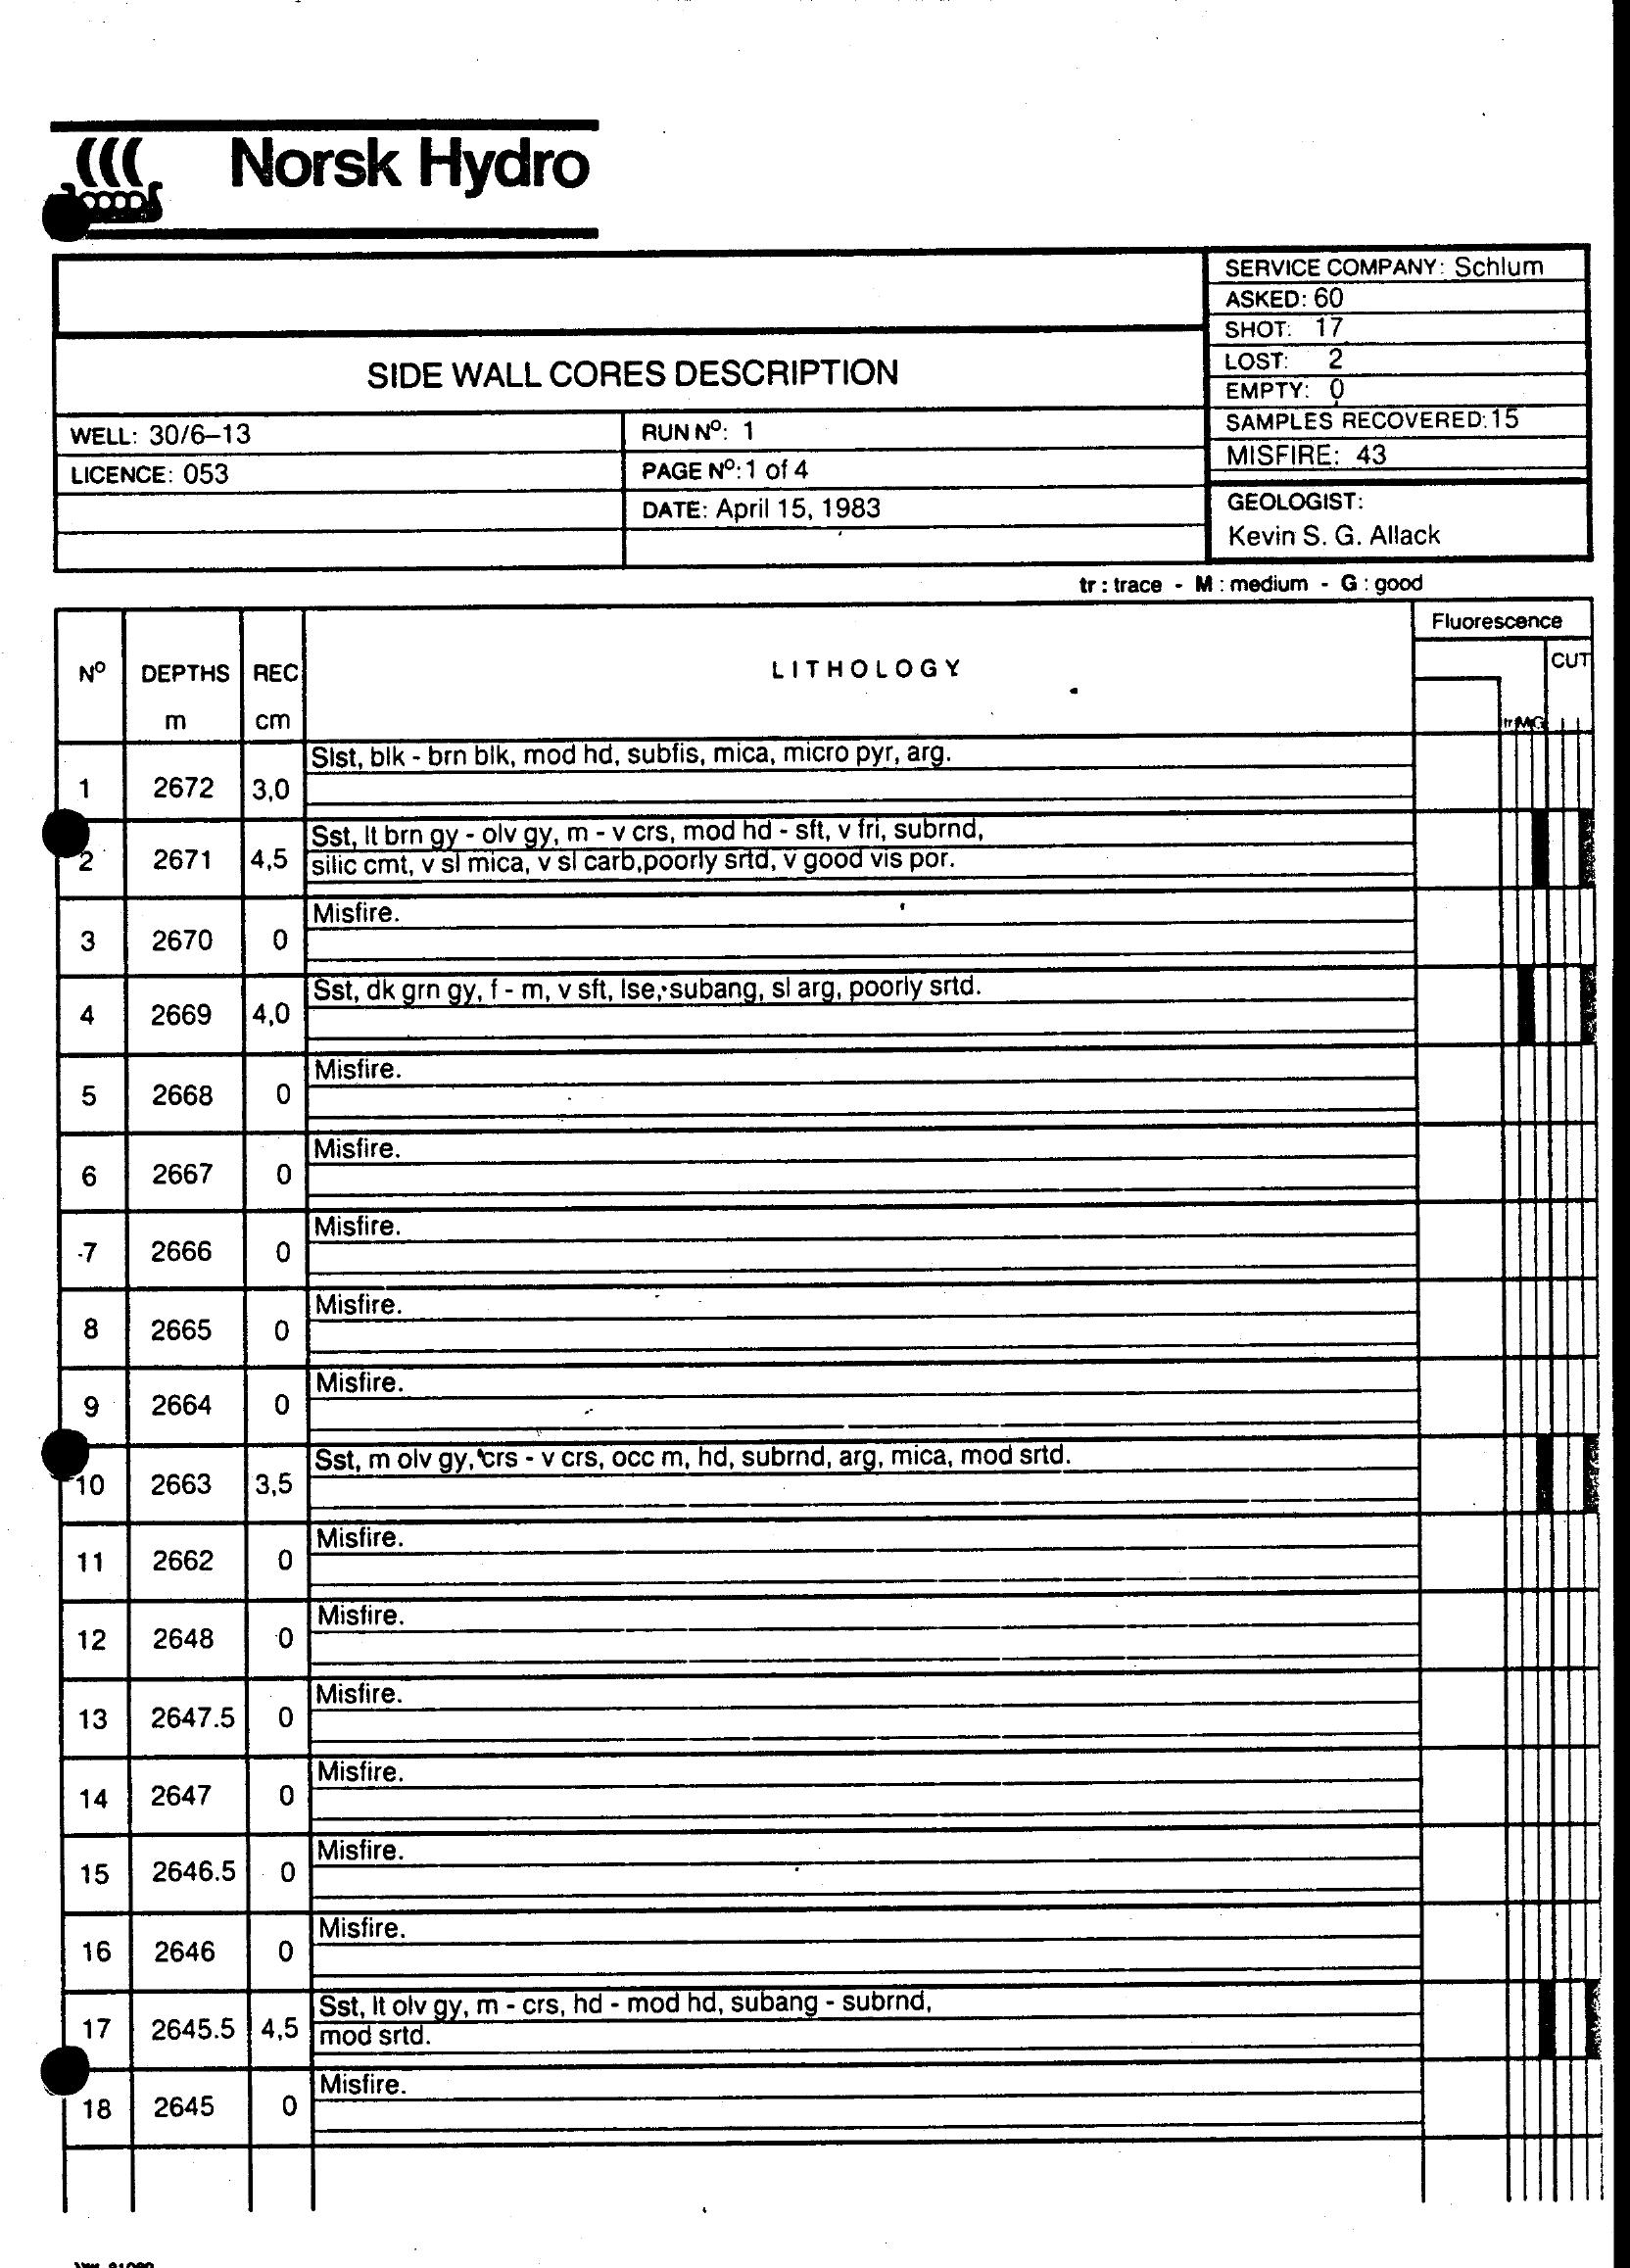 Norsk Hydro
SERVICE COMPANY: Schlum
ASKED: 60
SHOT: 17
LOST: 2
EMPTY: 0
SAMPLES RECOVERED: 15
MISFIRE: 43
GEOLOGIST:
Kevin S. G. Allack
SIDE WALL CORES DESCRIPTION
WELL: 30/6-13 RUN Nº: 1
LICENCE: 053 PAGE Nº: 1 of 4
DATE: April 15, 1983
tr : trace - M : medium - G : good
Nº DEPTHS REC LITHOLOGY Fluorescence
CUT
m cm tr M G
1 2672 3,0 Slst, blk - brn blk, mod hd, subfis, mica, micro pyr, arg.
2 2671 4,5 Sst, lt brn gy - olv gy, m - v crs, mod hd - sft, v fri, subrnd,
silic cmt, v sl mica, v sl carb,poorly srtd, v good vis por.
3 2670 0 Misfire.
4 2669 4,0 Sst, dk grn gy, f - m, v sft, lse, subang, sl arg, poorly srtd.
5 2668 0 Misfire.
6 2667 0 Misfire.
7 2666 0 Misfire.
8 2665 0 Misfire.
9 2664 0 Misfire.
10 2663 3,5 Sst, m olv gy, crs - v crs, occ m, hd, subrnd, arg, mica, mod srtd.
11 2662 0 Misfire.
12 2648 0 Misfire.
13 2647.5 0 Misfire.
14 2647 0 Misfire.
15 2646.5 0 Misfire.
16 2646 0 Misfire.
17 2645.5 4,5 Sst, lt olv gy, m - crs, hd - mod hd, subang - subrnd,
mod srtd.
18 2645 0 Misfire.